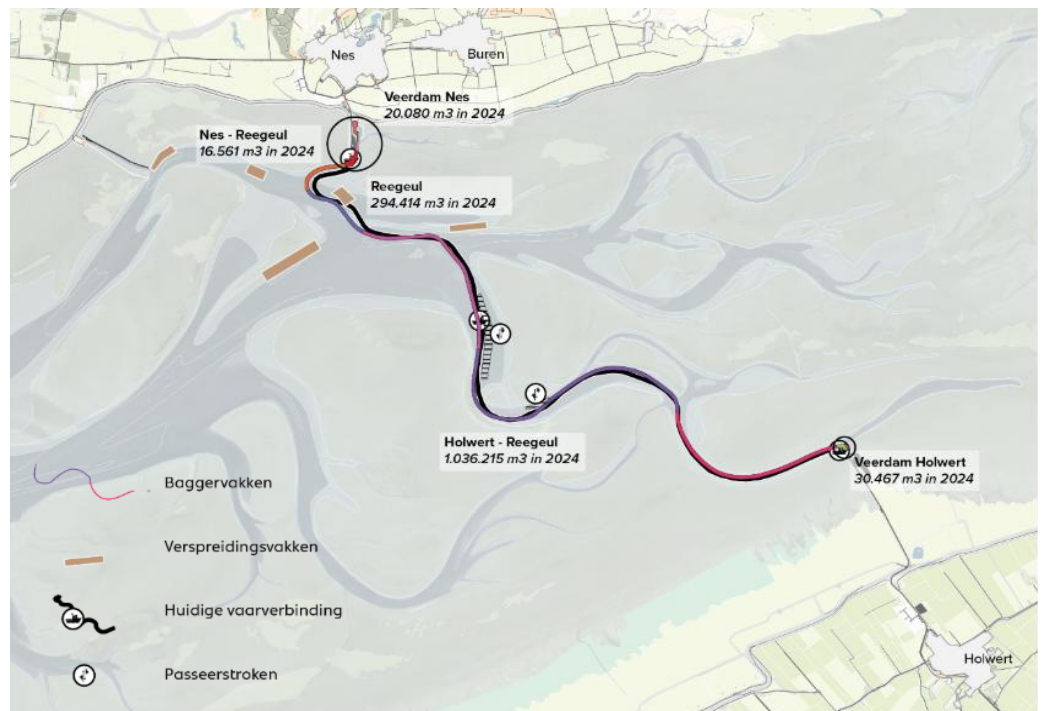 Nes
Buren
Veerdam Nes
20.080 m3 in 2024
Nes - Reegeul
16.561 m3 in 2024
Reegeul
294.414 m3 in 2024
Holwert - Reegeul
1.036.215 m3 in 2024
Veerdam Holwert
30.467 m3 in 2024
Baggervakken
Verspreidingsvakken
Huidige vaarverbinding
Passeerstroken
Holwert